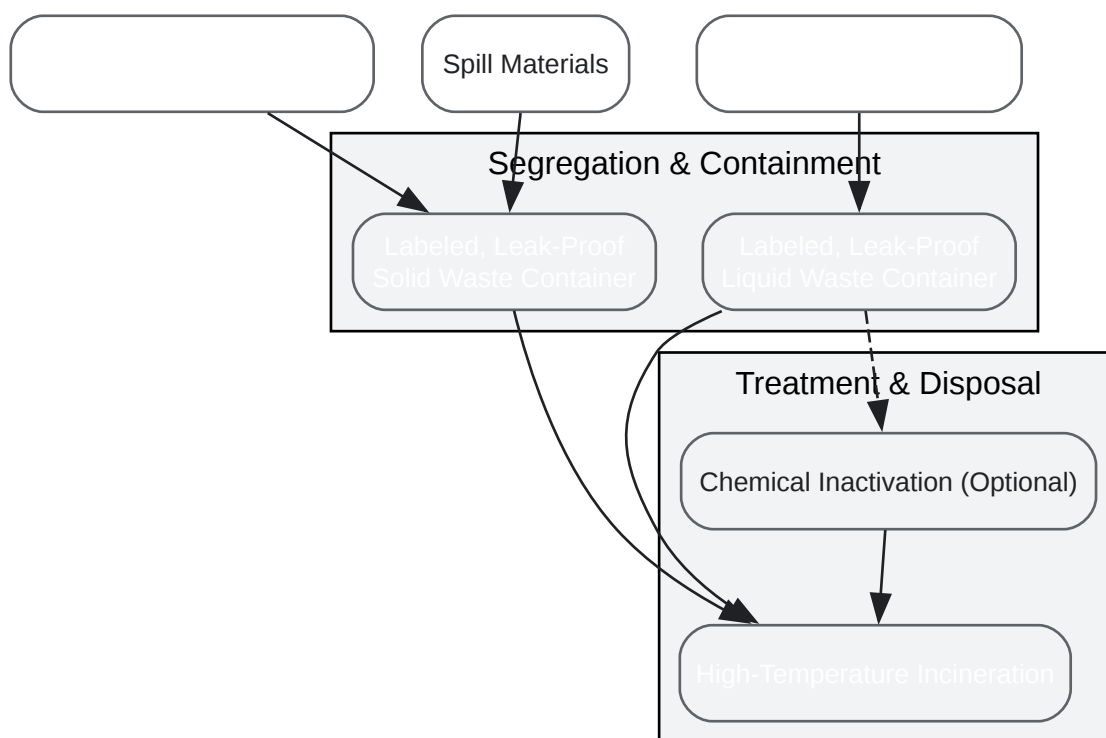 Spill Materials
Segregation & Containment
Labeled, Leak-Proof
Solid Waste Container
Labeled, Leak-Proof
Liquid Waste Container
Treatment & Disposal
Chemical Inactivation (Optional)
High-Temperature Incineration